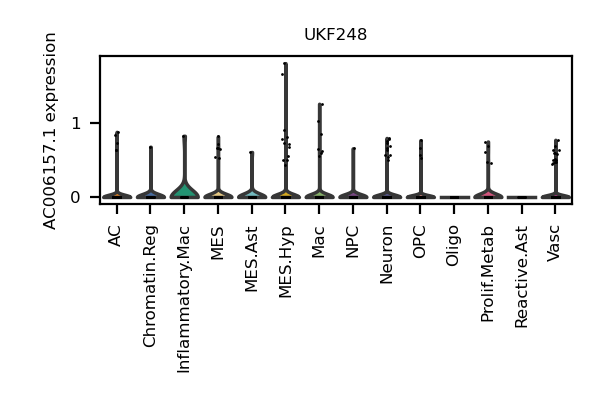 UKF248
AC006157.1 expression
1
0
AC
Chromatin.Reg
Inflammatory.Mac
MES
MES.Ast
MES.Hyp
Mac
NPC
Neuron
OPC
Oligo
Prolif.Metab
Reactive.Ast
Vasc